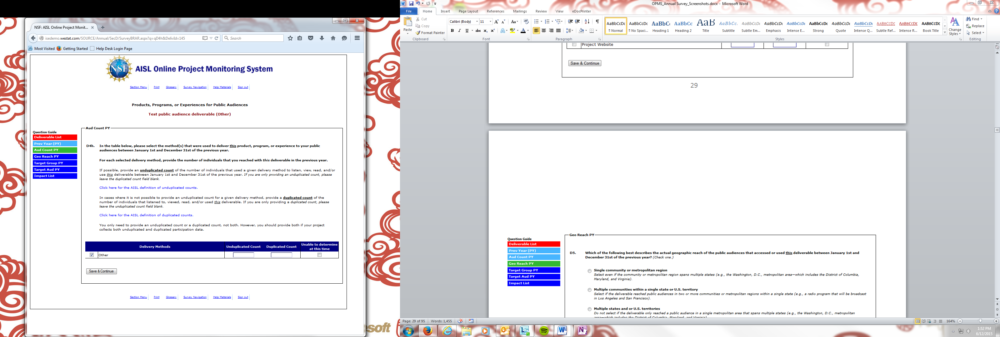 NSF: AISL Online Project Monit...
isedemo.westat.com/SOURCE/Annual/SecD/SurveyBRAR.aspx?q=qD4h&DelivId=145
Search
Most Visited
Getting Started
Help Desk Login Page
NSF
AISL Online Project Monitoring System
Section Menu
Print
Glossary
Survey Navigation
Help Materials
Sign out
Products, Programs, or Experiences for Public Audiences
Test public audience deliverable (Other)
Question Guide
Deliverable List
Prev Year (PY)
Aud Count PY
Geo Reach PY
Target Group PY
Target Aud PY
Impact List
Aud Count PY
D4h. In the table below, please select the method(s) that were used to deliver this product, program, or experience to your public
audiences between January 1st and December 31st of the previous year.
For each selected delivery method, provide the number of individuals that you reached with this deliverable in the previous year.
If possible, provide an unduplicated count of the number of individuals that used a given delivery method to listen, view, read, and/or
use this deliverable between January 1st and December 31st of the previous year. If you are only providing an unduplicated count, please
leave the duplicated count field blank.
Click here for the AISL definition of unduplicated counts.
In cases where it is not possible to provide an unduplicated count for a given delivery method, provide a duplicated count of the
number of individuals that listened to, viewed, read, and/or used this deliverable. If you are only providing a duplicated count, please
leave the unduplicated count field blank.
Click here for the AISL definition of duplicated counts.
You only need to provide an unduplicated count or a duplicated count, not both. However, you should provide both if your project
collects both unduplicated and duplicated participation data.
Delivery Methods
Unduplicated Count
Duplicated Count
Unable to determine
at this time
Other
Save & Continue
Section Menu
Print
Glossary
Survey Navigation
Help Materials
Sign out
soft
OPMS_Annual Survey_Screenshots.docx - Microsoft Word
File
Home
Insert
Page Layout
References
Mailings
Review
View
eDocPrinter
Paste
Cut
Copy
Format Painter
Clipboard
Calibri (Body)
11
Font
Paragraph
AaBbCcDc
¶ Normal
AaBbCcDc
¶ No Spaci...
AaBbC
Heading 1
AaBbCc
Heading 2
AaB
Title
AaBbCc.
Subtitle
AaBbCcDc
Subtle Em...
AaBbCcDc
Emphasis
AaBbCcDc
Intense E...
AaBbCcDc
Strong
AaBbCcDc
Quote
AaBbCcDc
Intense Q...
AaBbCcDc
Subtle Ref...
AaBbCcDc
Intense R...
AaBbCcDc
Book Title
Styles
Change
Styles
Find
Replace
Select
Editing
Project Website
Save & Continue
29
Question Guide
Deliverable List
Prev Year (PY)
Aud Count PY
Geo Reach PY
Target Group PY
Target Aud PY
Impact List
Geo Reach PY
D5. Which of the following best describes the actual geographic reach of the public audiences that accessed or used this deliverable between January 1st and
December 31st of the previous year? (Check one.)
Single community or metropolitan region
Select even if the community or metropolitan region spans multiple states (e.g., the Washington, D.C., metropolitan area—which includes the District of Columbia,
Maryland, and Virginia).
Multiple communities within a single state or U.S. territory
Select if the deliverable reached public audiences in two or more communities or metropolitan regions within a single state (e.g., a radio program that will be broadcast
in Los Angeles and San Francisco).
Multiple states and or U.S. territories
Do not select if the deliverable only reached a public audience in a single metropolitan area that spans multiple states (e.g., the Washington, D.C., metropolitan
area—which includes the District of Columbia, Maryland, and Virginia)
Page: 29 of 95
Words: 1,455
164%
1:52 PM
6/12/2015